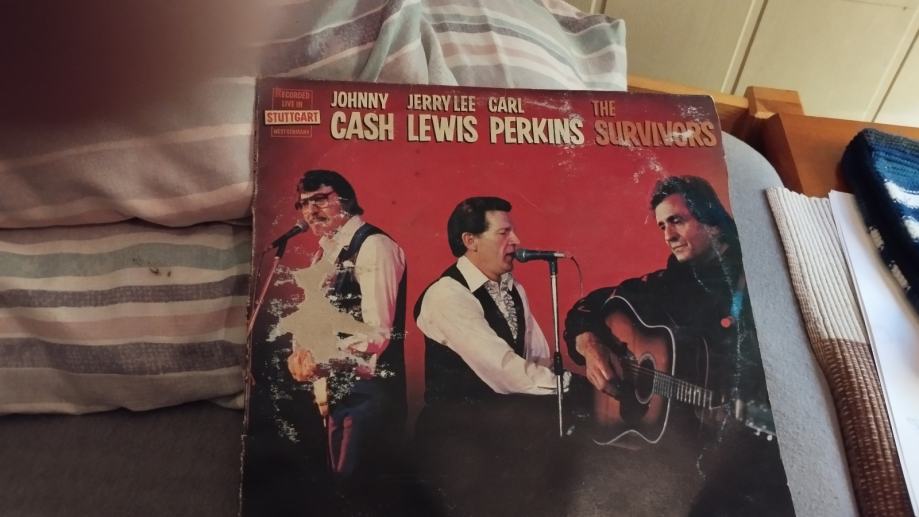 RECORDED
LIVE IN
STUTTGART
WEST GERMANY
JOHNNY
CASH
JERRY LEE
LEWIS
CARL
PERKINS
THE
SURVIVORS